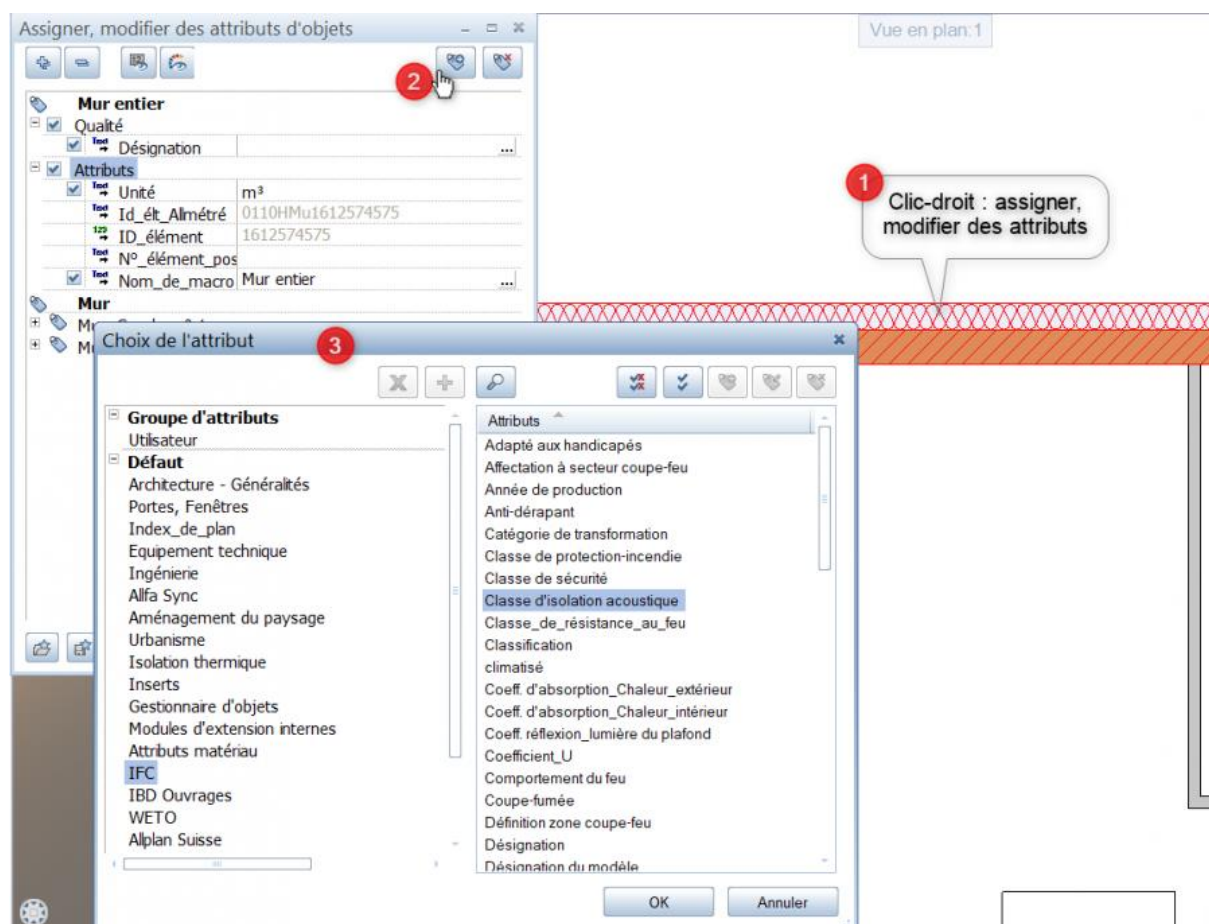 Assigner, modifier des attributs d'objets
Vue en plan:1
2
Mur entier
Qualité
Désignation
...
Attributs
Unité m³
Id_élt_Allmétré 0110HMu1612574575
ID_élément 1612574575
Nº_élément_pos
Nom_de_macro Mur entier ...
Mur
1
Clic-droit : assigner,
modifier des attributs
Choix de l'attribut
3
Groupe d'attributs
Utilisateur
Défaut
Architecture - Généralités
Portes, Fenêtres
Index_de_plan
Equipement technique
Ingénierie
Allfa Sync
Aménagement du paysage
Urbanisme
Isolation thermique
Inserts
Gestionnaire d'objets
Modules d'extension internes
Attributs matériau
IFC
IBD Ouvrages
WETO
Allplan Suisse
Attributs
Adapté aux handicapés
Affectation à secteur coupe-feu
Année de production
Anti-dérapant
Catégorie de transformation
Classe de protection-incendie
Classe de sécurité
Classe d'isolation acoustique
Classe_de_résistance_au_feu
Classification
climatisé
Coeff. d'absorption_Chaleur_extérieur
Coeff. d'absorption_Chaleur_intérieur
Coeff. réflexion_lumière du plafond
Coefficient_U
Comportement du feu
Coupe-fumée
Définition zone coupe-feu
Désignation
Désignation du modèle
OK
Annuler